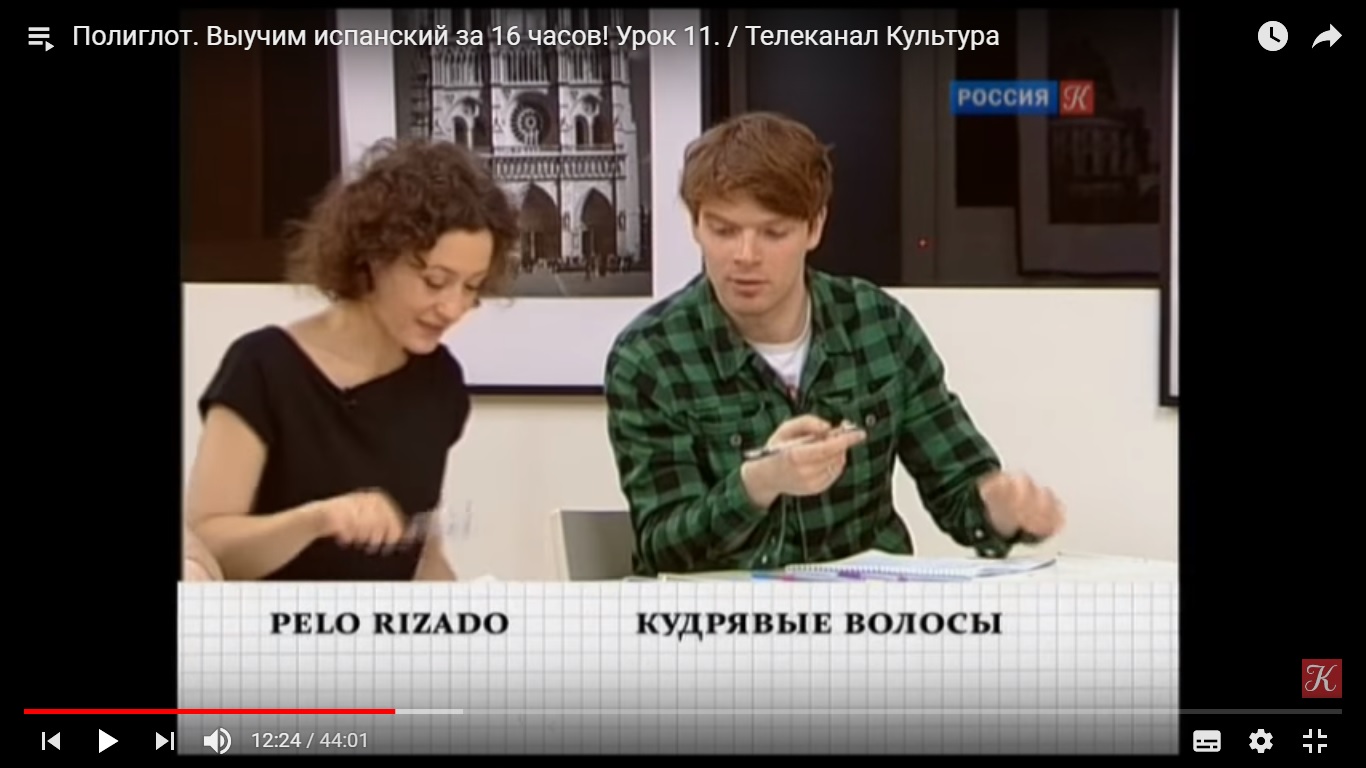 Полиглот. Выучим испанский за 16 часов! Урок 11. / Телеканал Культура
РОССИЯ К
PELO RIZADO КУДРЯВЫЕ ВОЛОСЫ
К
12:24 / 44:01